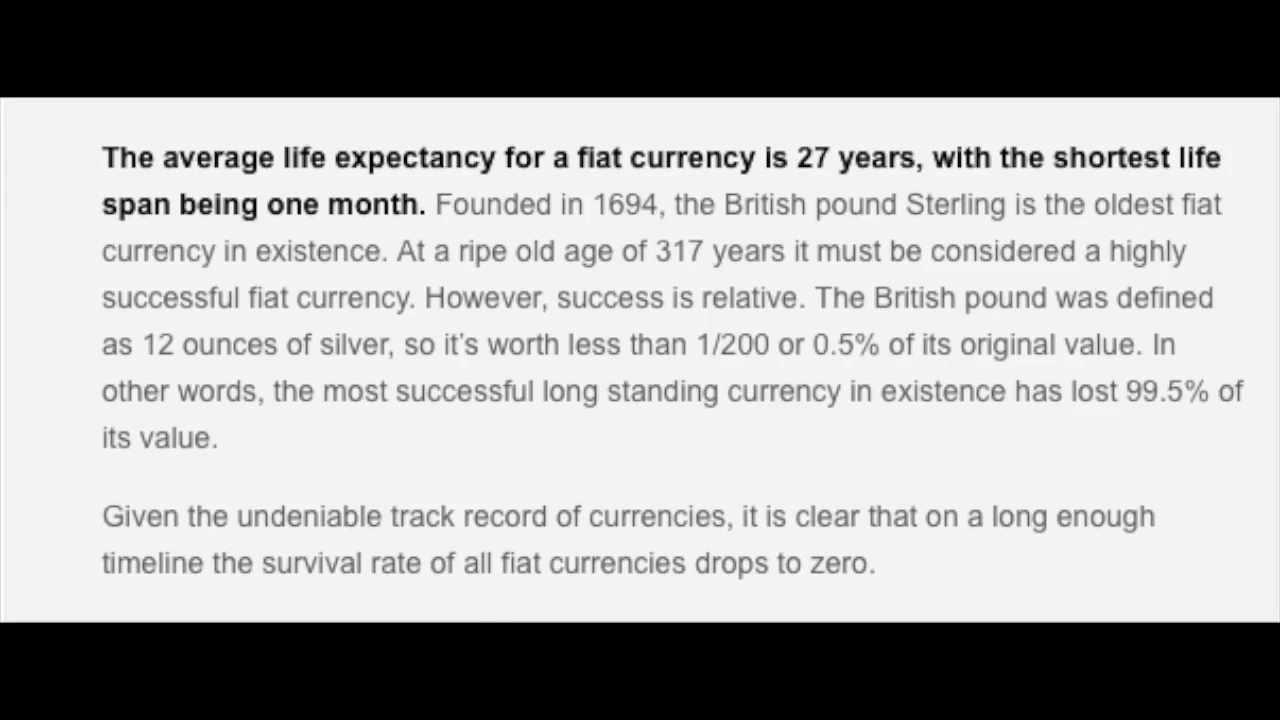 The average life expectancy for a fiat currency is 27 years, with the shortest life
span being one month. Founded in 1694, the British pound Sterling is the oldest fiat
currency in existence. At a ripe old age of 317 years it must be considered a highly
successful fiat currency. However, success is relative. The British pound was defined
as 12 ounces of silver, so it's worth less than 1/200 or 0.5% of its original value. In
other words, the most successful long standing currency in existence has lost 99.5% of
its value.
Given the undeniable track record of currencies, it is clear that on a long enough
timeline the survival rate of all fiat currencies drops to zero.